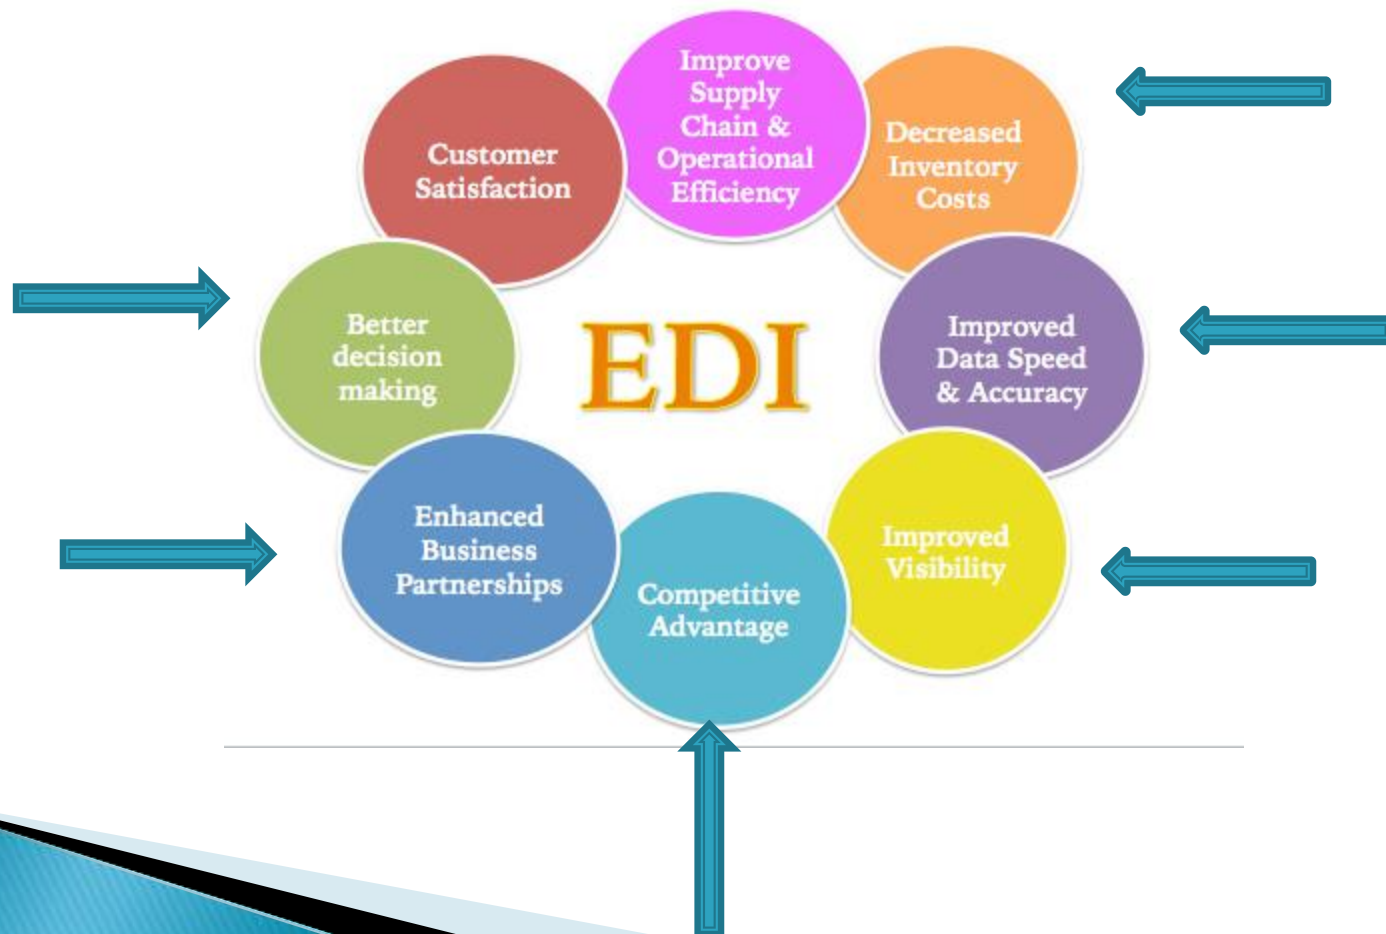 Improve
Supply
Chain &
Operational
Efficiency
Decreased
Inventory
Costs
Customer
Satisfaction
Better
decision
making
EDI
Improved
Data Speed
& Accuracy
Enhanced
Business
Partnerships
Competitive
Advantage
Improved
Visibility